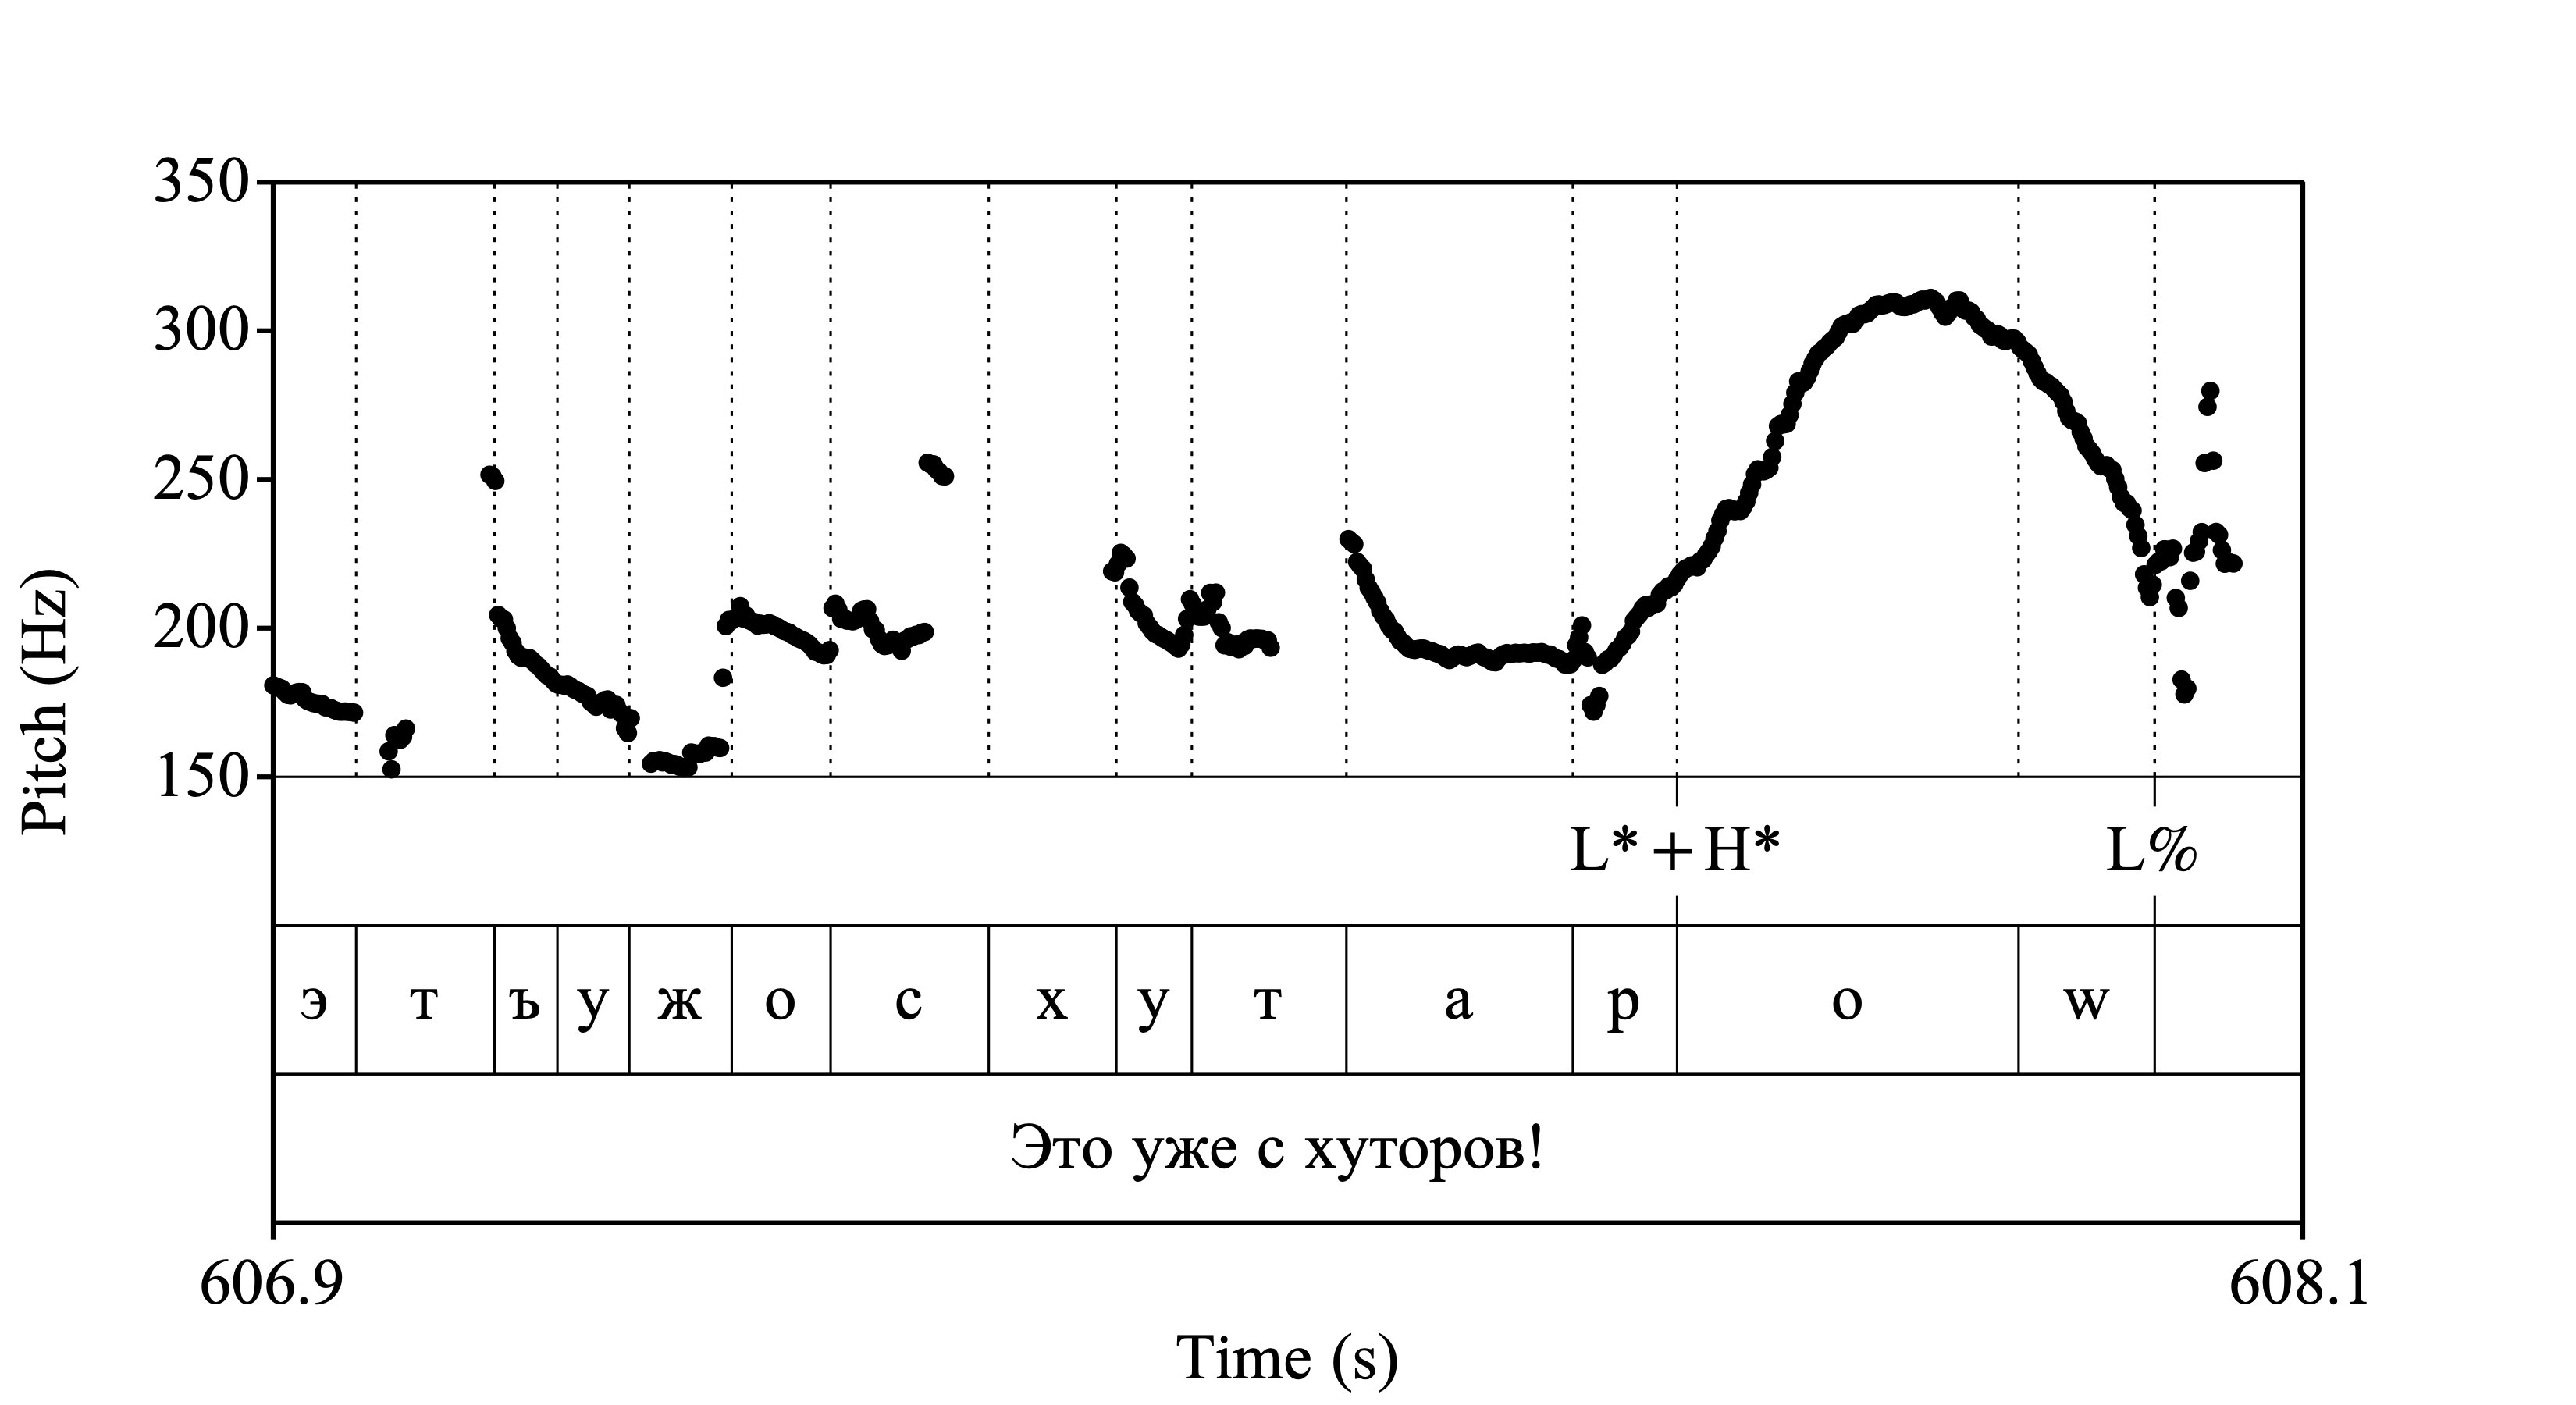 350
300
250
200
150
Pitch (Hz)
L*+H* L%
э т ъ у ж о с х у т а р о w
Это уже с хуторов!
606.9 608.1
Time (s)